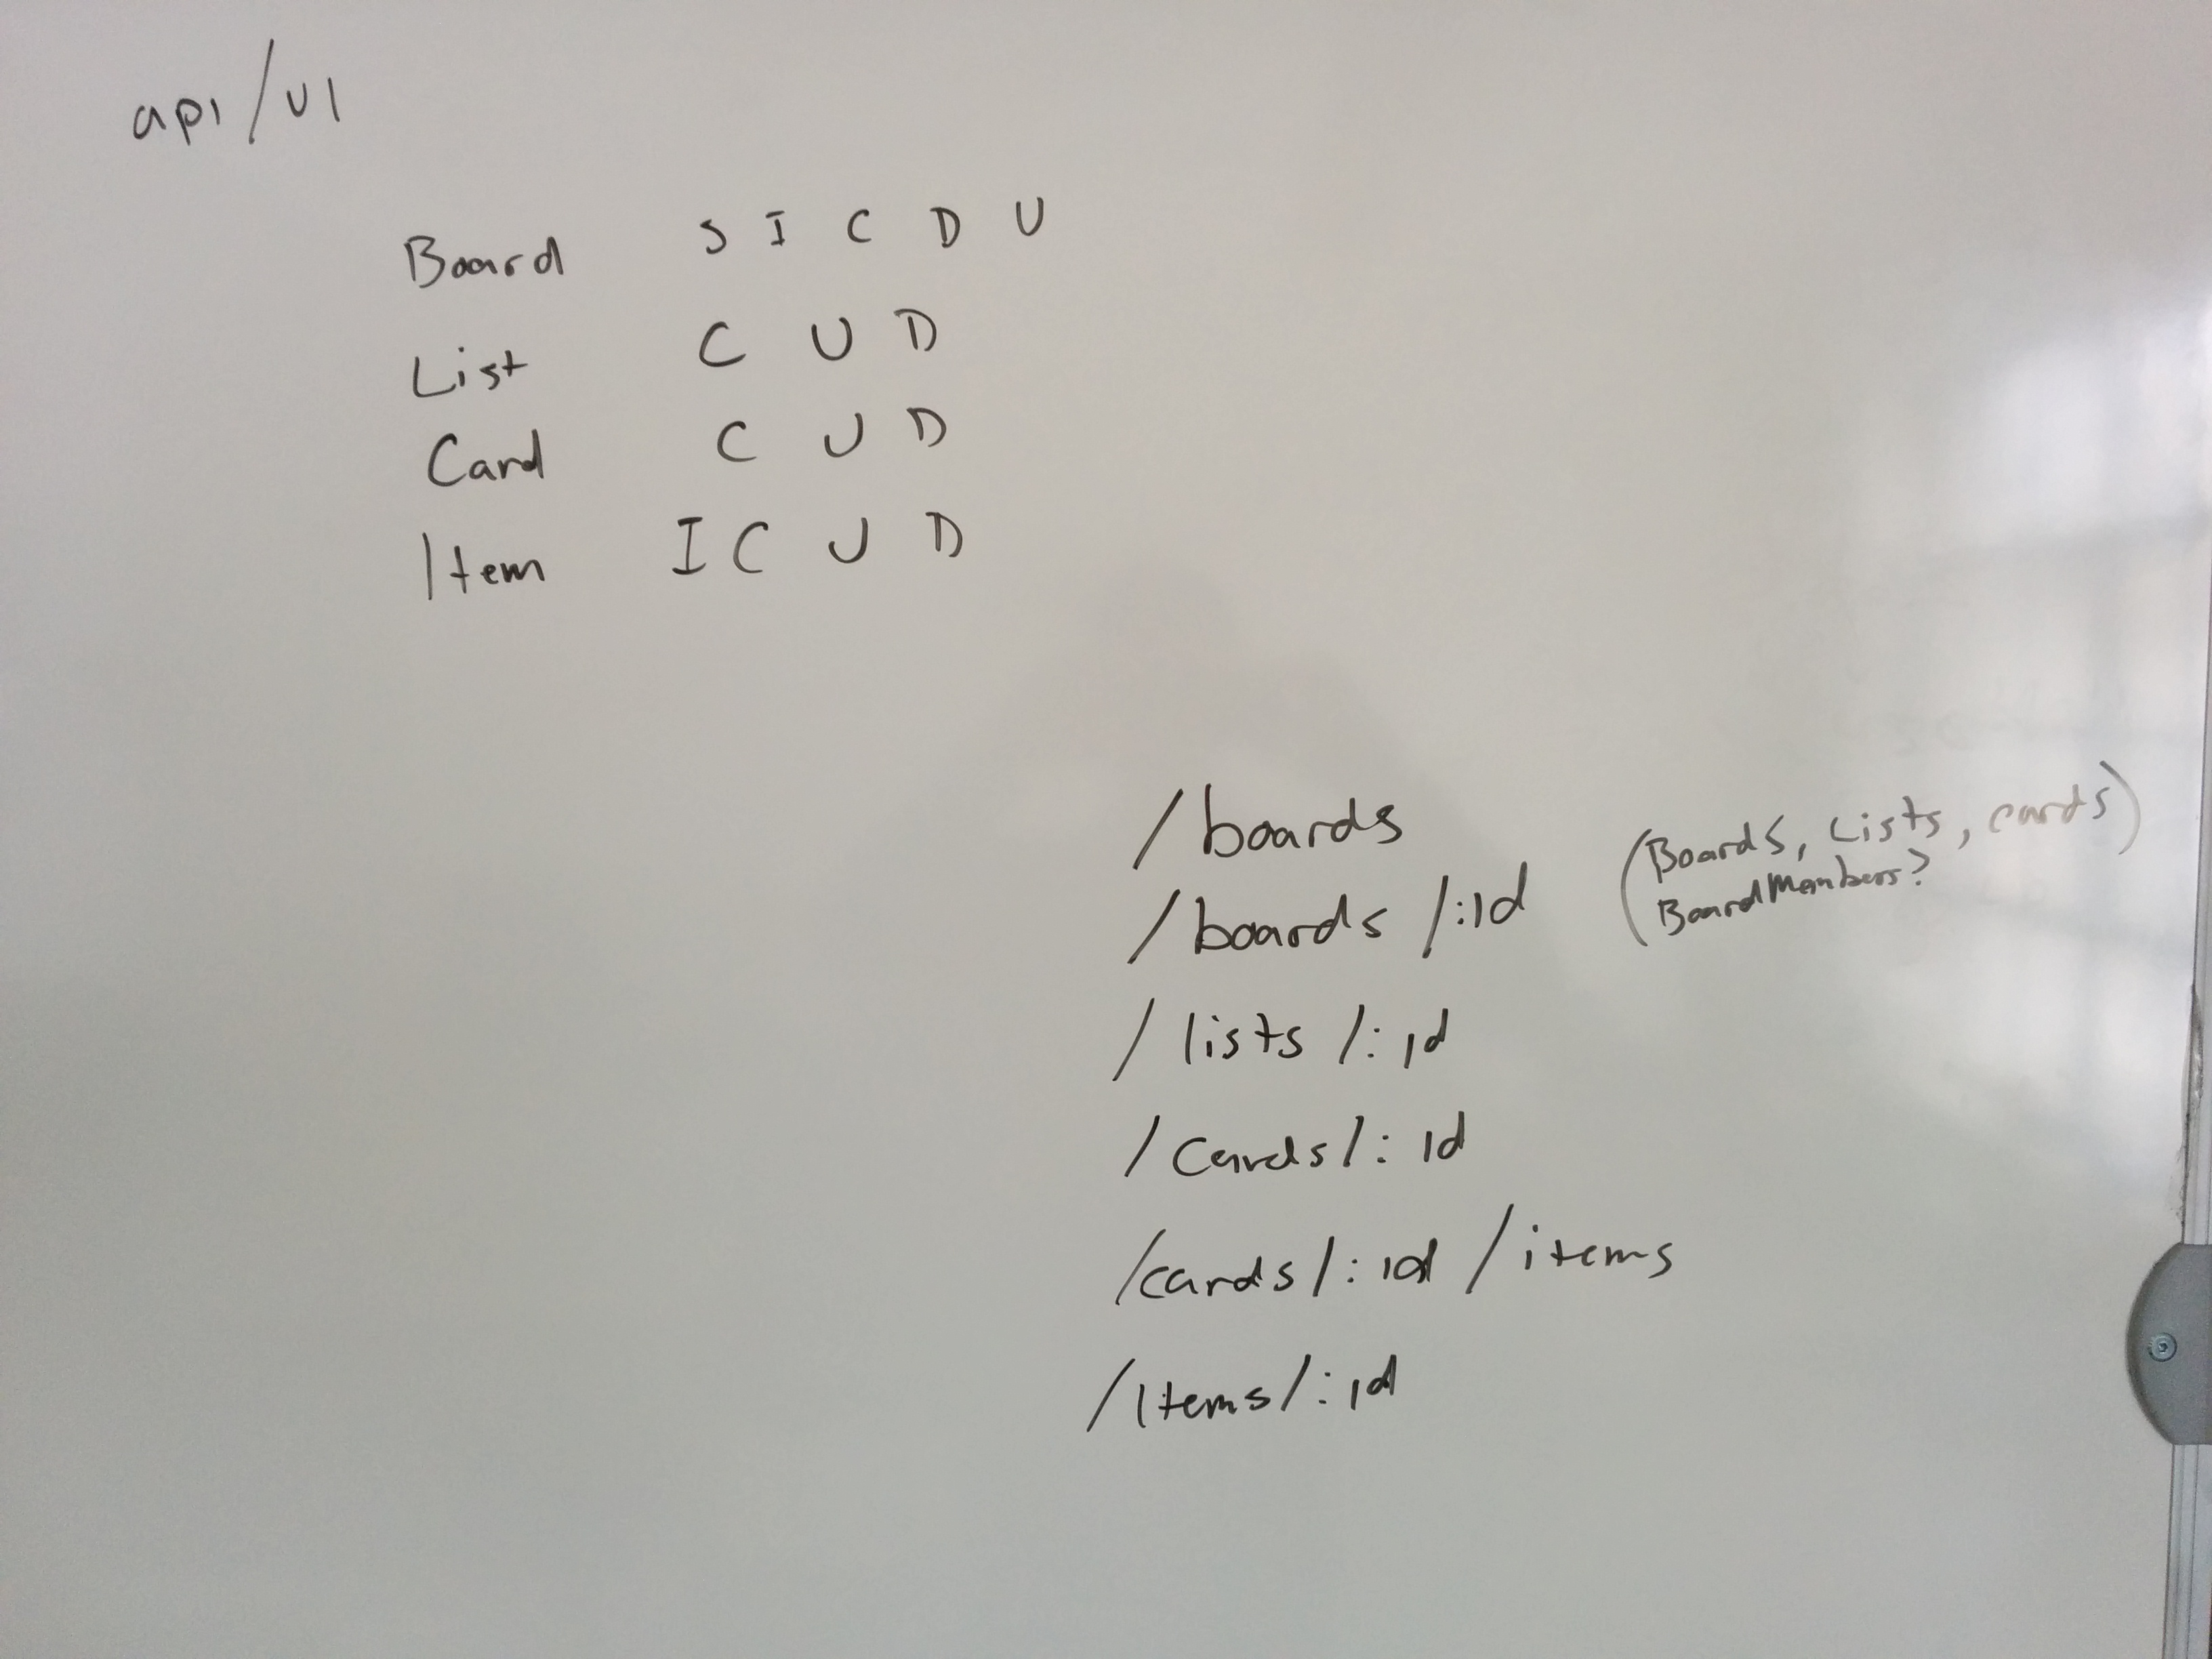 api/v1
Board S I C D U
List C U D
Card C U D
Item I C U D
/boards
/boards/:id (Boards, Lists, cards)
BoardMembers?
/lists/:id
/cards/:id
/cards/:id/items
/items/:id